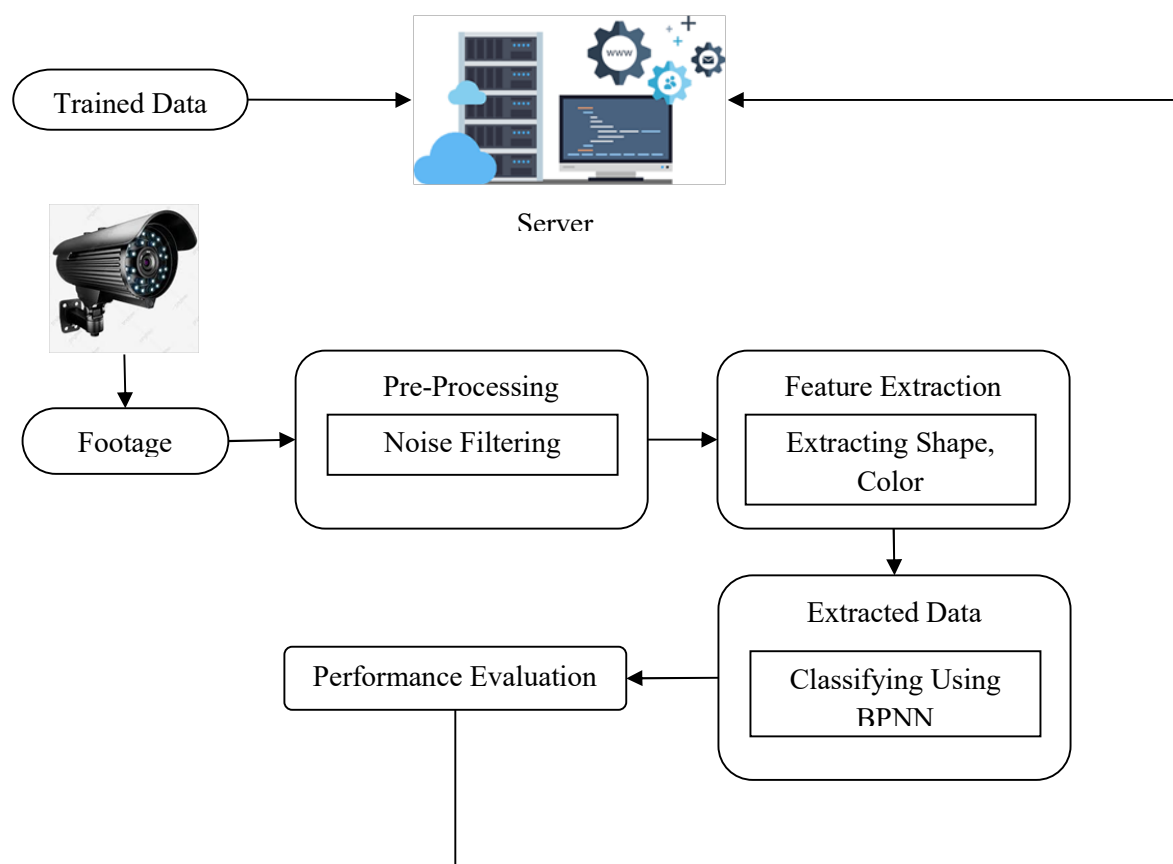 Trained Data
www
Server
Footage
Pre-Processing
Noise Filtering
Feature Extraction
Extracting Shape,
Color
Extracted Data
Classifying Using
BPNN
Performance Evaluation